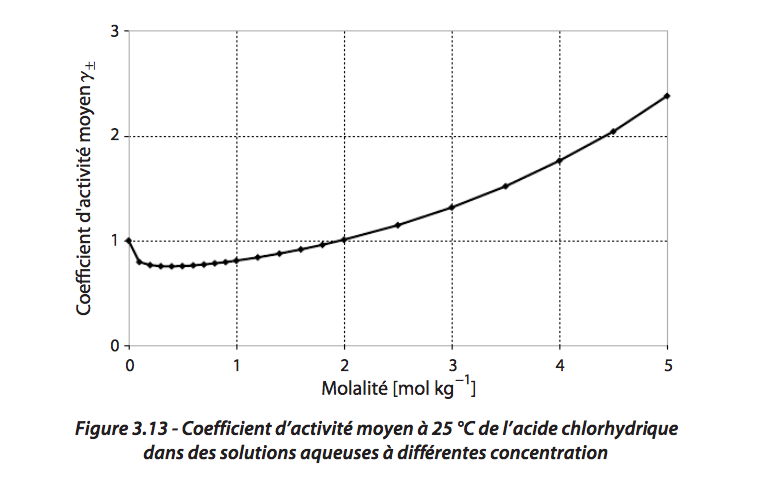 3
2
1
0
Coefficient d'activité moyen γ±
0 1 2 3 4 5
Molalité [mol kg⁻¹]
Figure 3.13 - Coefficient d’activité moyen à 25 °C de l’acide chlorhydrique
dans des solutions aqueuses à différentes concentration